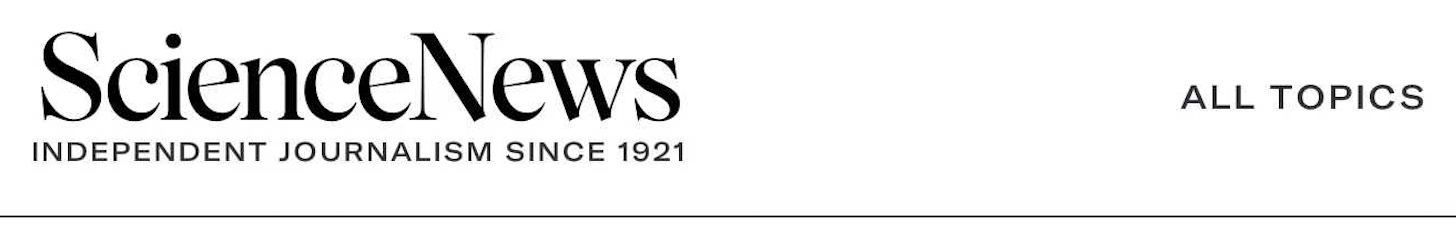 ScienceNews
INDEPENDENT JOURNALISM SINCE 1921
ALL TOPICS